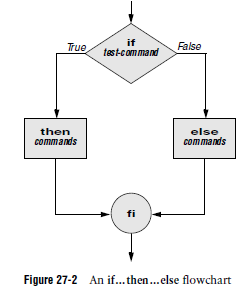 if
True
test-command
False
then
commands
else
commands
fi
Figure 27-2 An if...then...else flowchart